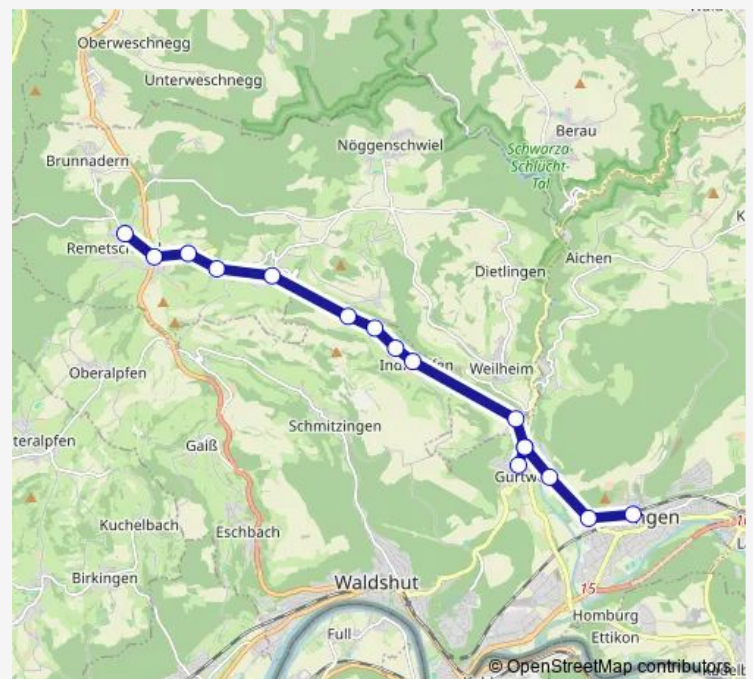 Oberweschnegg
Unterweschnegg
Berau
Nöggenschwiel
Schwarza-
Schlucht-
Tal
Brunnadern
Aichen
Dietlingen
Weilheim
Oberalpfen
Schmitzingen
Gaiß
Kuchelbach
Eschbach
Birkingen
Waldshut
15
Homburg
Ettikon
Full
© OpenStreetMap contributors